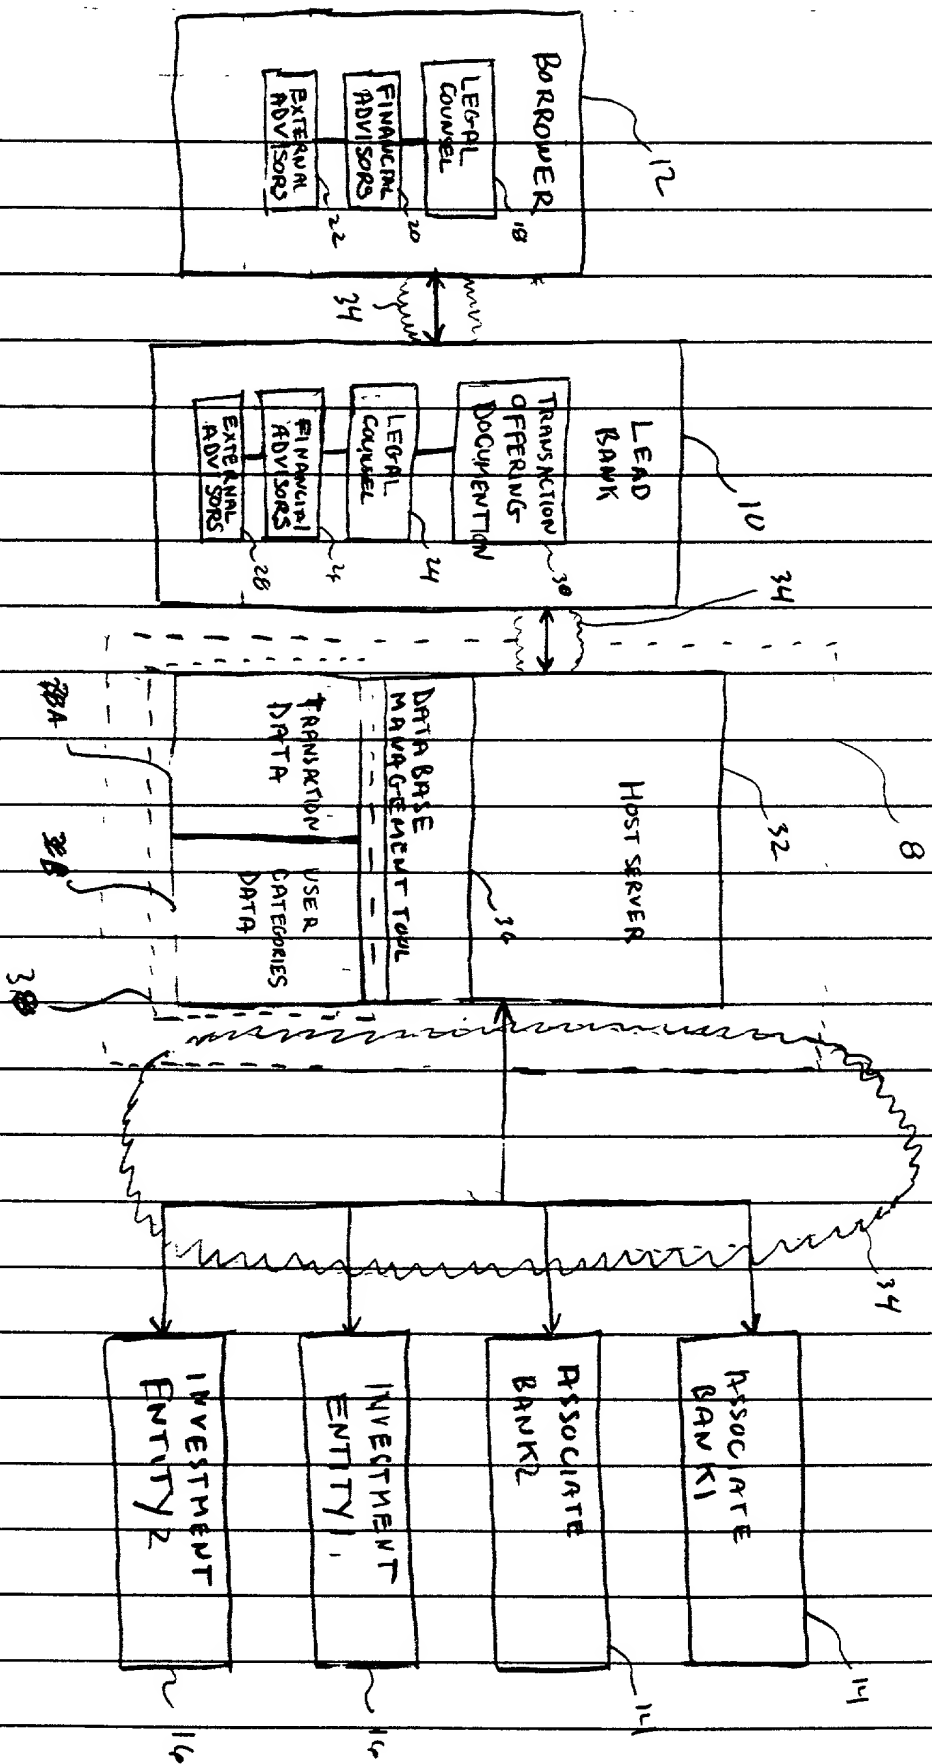 BORROWER
12
LEGAL
COUNSEL
18
FINANCIAL
ADVISORS
20
EXTERNAL
ADVISORS
22
34
LEAD
BANK
10
TRANSACTION
OFFERING
DOCUMENTION
30
LEGAL
COUNSEL
24
FINANCIAL
ADVISORS
26
EXTERNAL
ADVISORS
28
34
8
HOST SERVER
32
DATABASE
MANAGEMENT TOOL
36
TRANSACTION
DATA
USER
CATEGORIES
DATA
34
ASSOCIATE
BANK1
14
ASSOCIATE
BANK2
14
INVESTMENT
ENTITY1
16
INVESTMENT
ENTITY2
16